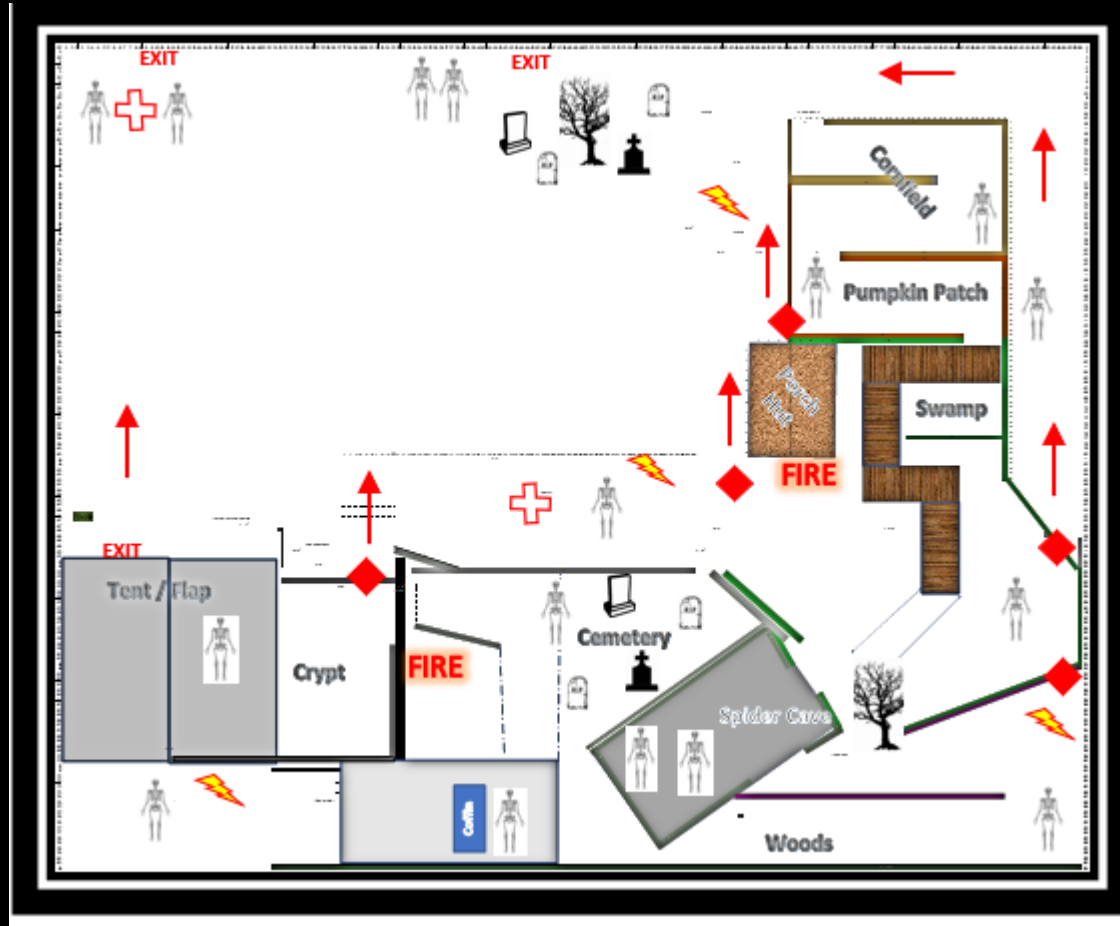 EXIT
EXIT
Cornfield
Pumpkin Patch
Porch
Hut
Swamp
FIRE
EXIT
Tent / Flap
Crypt
FIRE
Cemetery
Spider Cave
Coffin
Woods